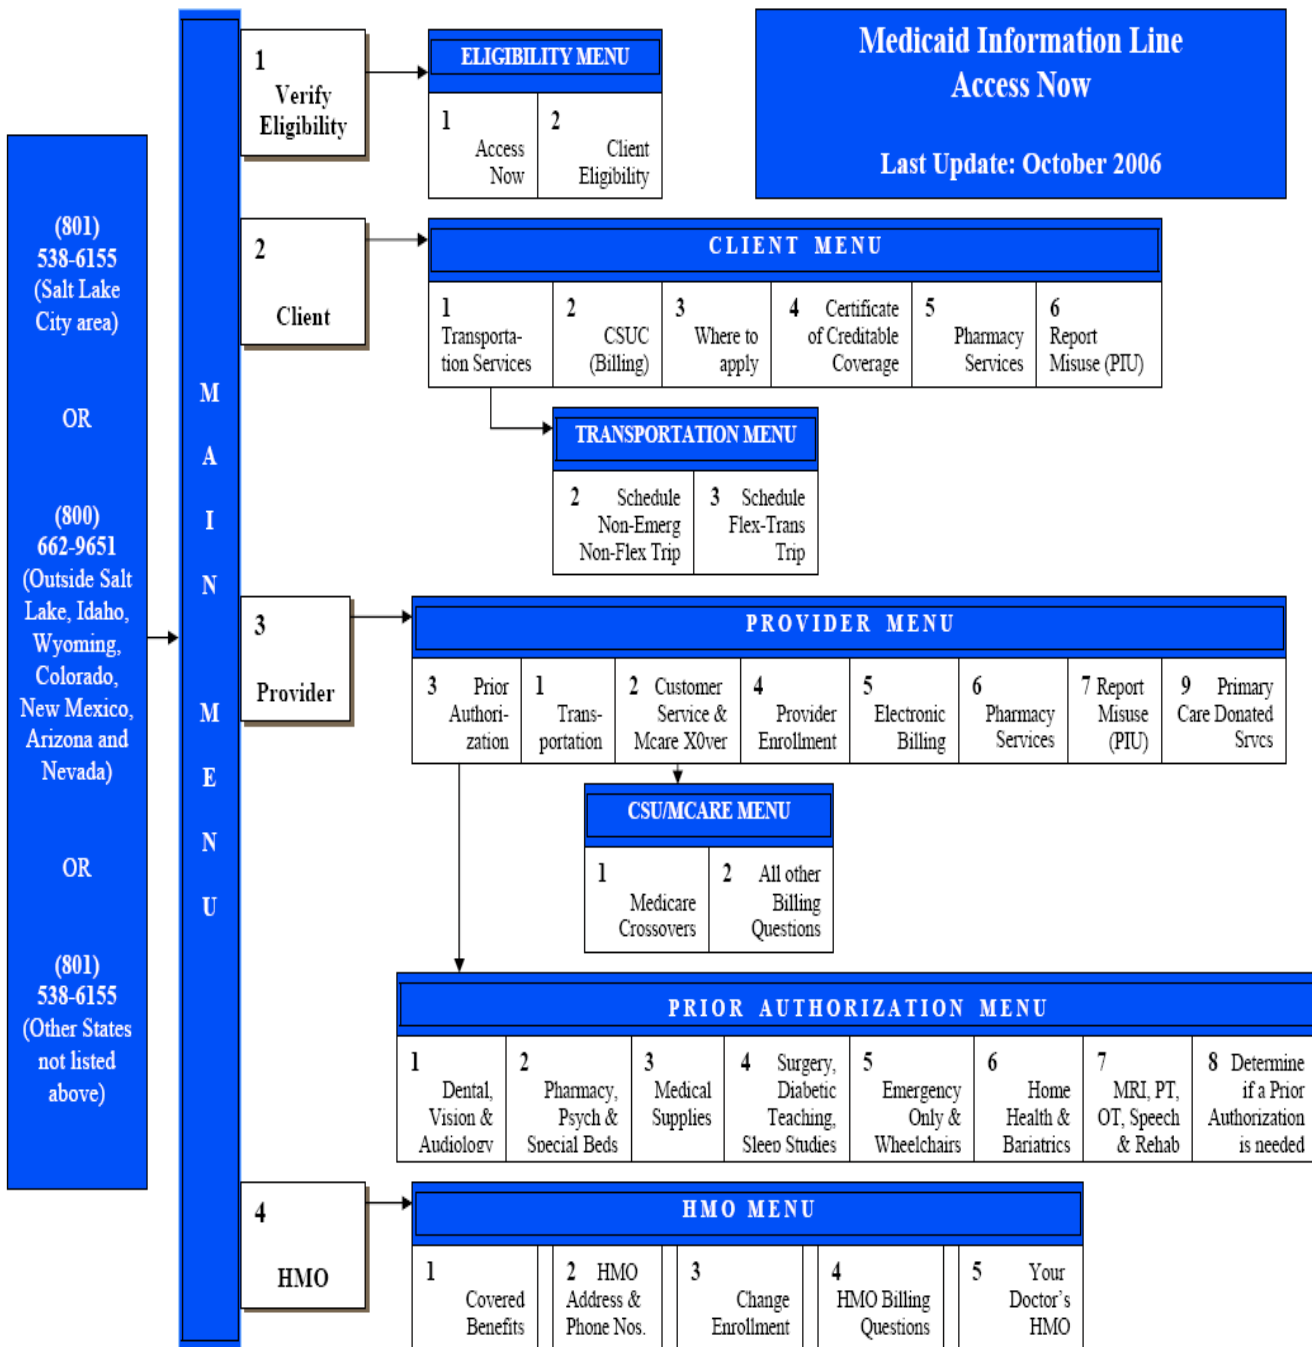 Medicaid Information Line
Access Now
Last Update: October 2006
(801)
538-6155
(Salt Lake
City area)
OR
(800)
662-9651
(Outside Salt
Lake, Idaho,
Wyoming,
Colorado,
New Mexico,
Arizona and
Nevada)
OR
(801)
538-6155
(Other States
not listed
above)
MAIN MENU
1
Verify
Eligibility
ELIGIBILITY MENU
1
Access
Now
2
Client
Eligibility
2
Client
CLIENT MENU
1
Transporta-
tion Services
2
CSUC
(Billing)
3
Where to
apply
4 Certificate
of Creditable
Coverage
5
Pharmacy
Services
6
Report
Misuse (PIU)
TRANSPORTATION MENU
2 Schedule
Non-Emerg
Non-Flex Trip
3 Schedule
Flex-Trans
Trip
3
Provider
PROVIDER MENU
3 Prior
Authori-
zation
1
Trans-
portation
2 Customer
Service &
Mcare X0ver
4
Provider
Enrollment
5
Electronic
Billing
6
Pharmacy
Services
7 Report
Misuse
(PIU)
9 Primary
Care Donated
Srvcs
CSU/MCARE MENU
1
Medicare
Crossovers
2 All other
Billing
Questions
PRIOR AUTHORIZATION MENU
1
Dental,
Vision &
Audiology
2
Pharmacy,
Psych &
Special Beds
3
Medical
Supplies
4 Surgery,
Diabetic
Teaching,
Sleep Studies
5
Emergency
Only &
Wheelchairs
6
Home
Health &
Bariatrics
7
MRI, PT,
OT, Speech
& Rehab
8 Determine
if a Prior
Authorization
is needed
4
HMO
HMO MENU
1
Covered
Benefits
2 HMO
Address &
Phone Nos.
3
Change
Enrollment
4
HMO Billing
Questions
5 Your
Doctor's
HMO